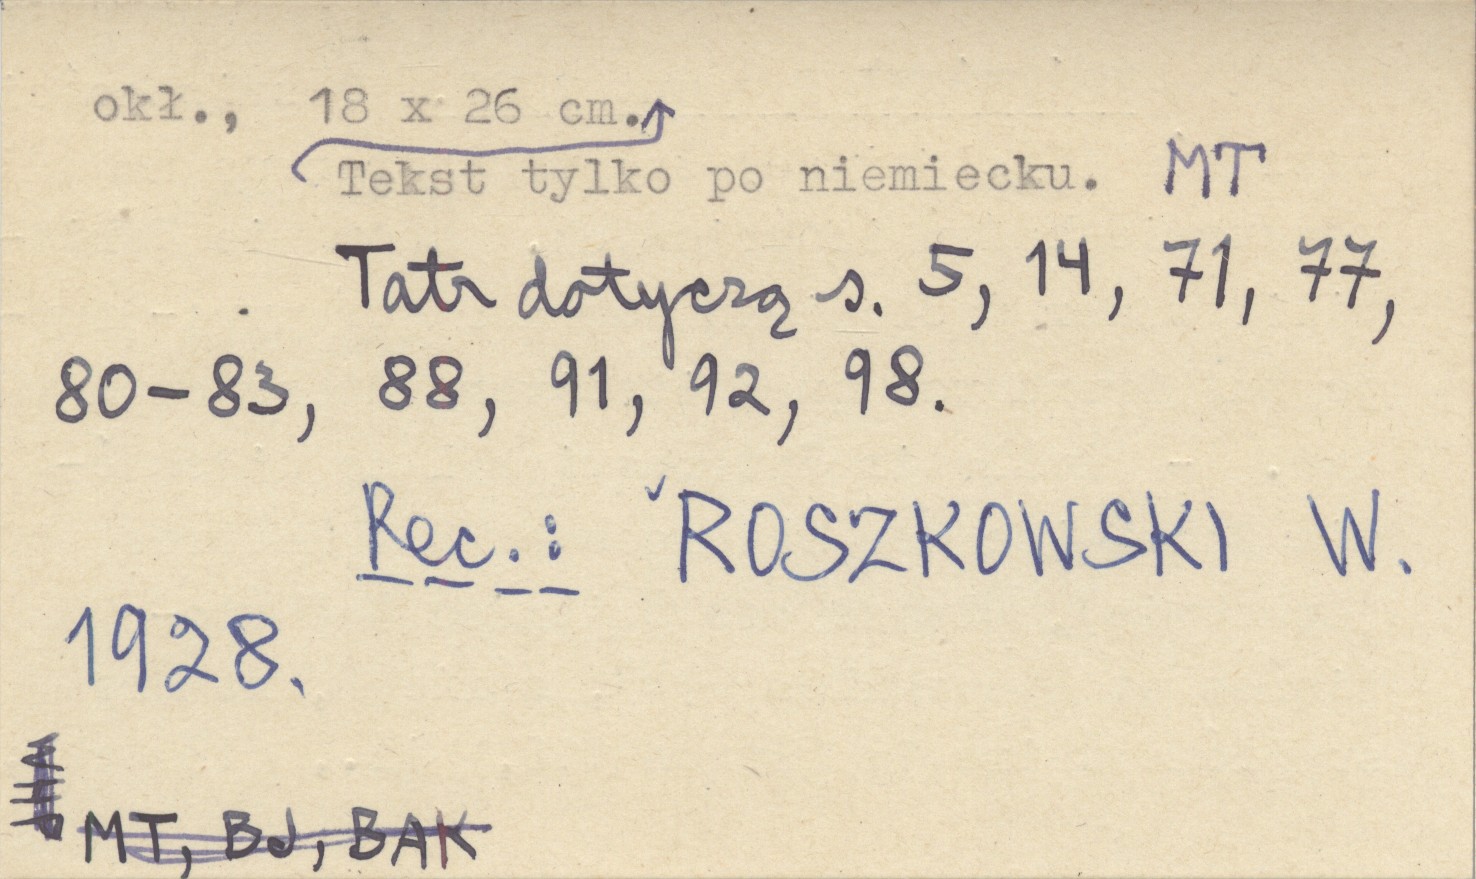 okł., 18 x 26 cm.
Tekst tylko po niemiecku. MT
Tatr dotyczą s. 5, 14, 71, 77,
80-83, 88, 91, 92, 98.
Rec.: ROSZKOWSKI W.
1928.
MT, BJ, BAK